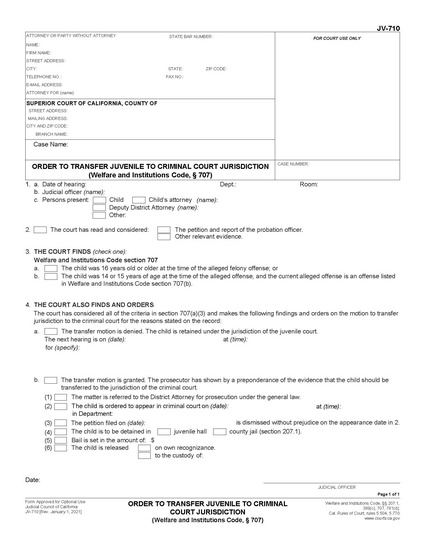 JV-710
ATTORNEY OR PARTY WITHOUT ATTORNEY STATE BAR NUMBER:
FOR COURT USE ONLY
NAME:
FIRM NAME:
STREET ADDRESS:
CITY: STATE: ZIP CODE:
TELEPHONE NO.: FAX NO.:
E-MAIL ADDRESS:
ATTORNEY FOR (name):
SUPERIOR COURT OF CALIFORNIA, COUNTY OF
STREET ADDRESS:
MAILING ADDRESS:
CITY AND ZIP CODE:
BRANCH NAME:
Case Name:
ORDER TO TRANSFER JUVENILE TO CRIMINAL COURT JURISDICTION
(Welfare and Institutions Code, § 707)
CASE NUMBER:
1. a. Date of hearing: Dept.: Room:
b. Judicial officer (name):
c. Persons present: Child Child's attorney (name):
Deputy District Attorney (name):
Other:
2. The court has read and considered: The petition and report of the probation officer.
Other relevant evidence.
3. THE COURT FINDS (check one):
Welfare and Institutions Code section 707
a. The child was 16 years old or older at the time of the alleged felony offense; or
b. The child was 14 or 15 years of age at the time of the alleged offense, and the current alleged offense is an offense listed
in Welfare and Institutions Code section 707(b).
4. THE COURT ALSO FINDS AND ORDERS
The court has considered all of the criteria in section 707(a)(3) and makes the following findings and orders on the motion to transfer
jurisdiction to criminal court for the reasons stated on the record:
a. The transfer motion is denied. The child is retained under the jurisdiction of the juvenile court.
The next hearing is on (date): at (time):
for (specify):
b. The transfer motion is granted. The prosecutor has shown by a preponderance of the evidence that the child should be
transferred to the jurisdiction of the criminal court.
(1) The matter is referred to the District Attorney for prosecution under the general law.
(2) The child is ordered to appear in criminal court on (date): at (time):
in Department:
(3) The petition filed on (date): is dismissed without prejudice on the appearance date in 2.
(4) The child is to be detained in juvenile hall county jail (section 207.1).
(5) Bail is set in the amount of: $
(6) The child is released on own recognizance.
to the custody of:
Date:
JUDICIAL OFFICER
Page 1 of 1
Form Approved for Optional Use
Judicial Council of California
JV-710 [Rev. January 1, 2021]
ORDER TO TRANSFER JUVENILE TO CRIMINAL
COURT JURISDICTION
(Welfare and Institutions Code, § 707)
Welfare and Institutions Code, §§ 207.1,
Cal. Rules of Court, rules 5.504, 5.770
www.courts.ca.gov